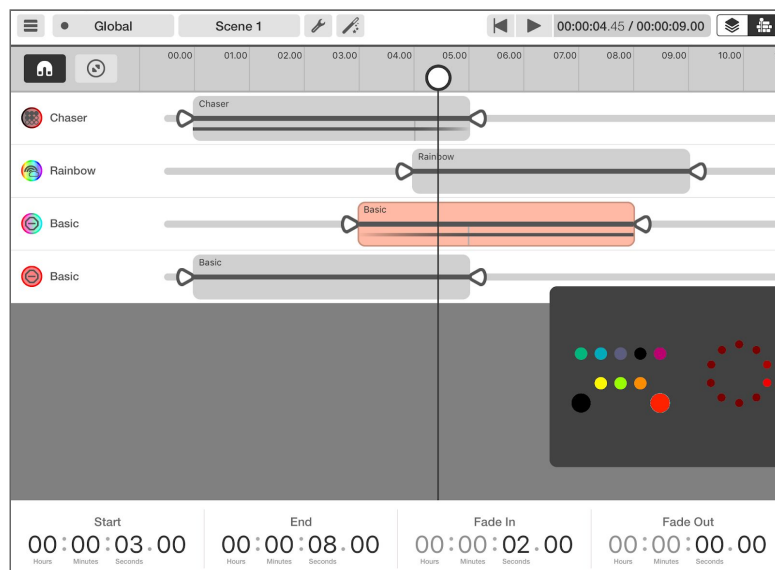 Global
Scene 1
00:00:04.45 / 00:00:09.00
00.00 01.00 02.00 03.00 04.00 05.00 06.00 07.00 08.00 09.00 10.00
Chaser
Chaser
Rainbow
Rainbow
Basic
Basic
Basic
Basic
Start End Fade In Fade Out
00:00:03.00 00:00:08.00 00:00:02.00 00:00:00.00
Hours Minutes Seconds Hours Minutes Seconds Hours Minutes Seconds Hours Minutes Seconds